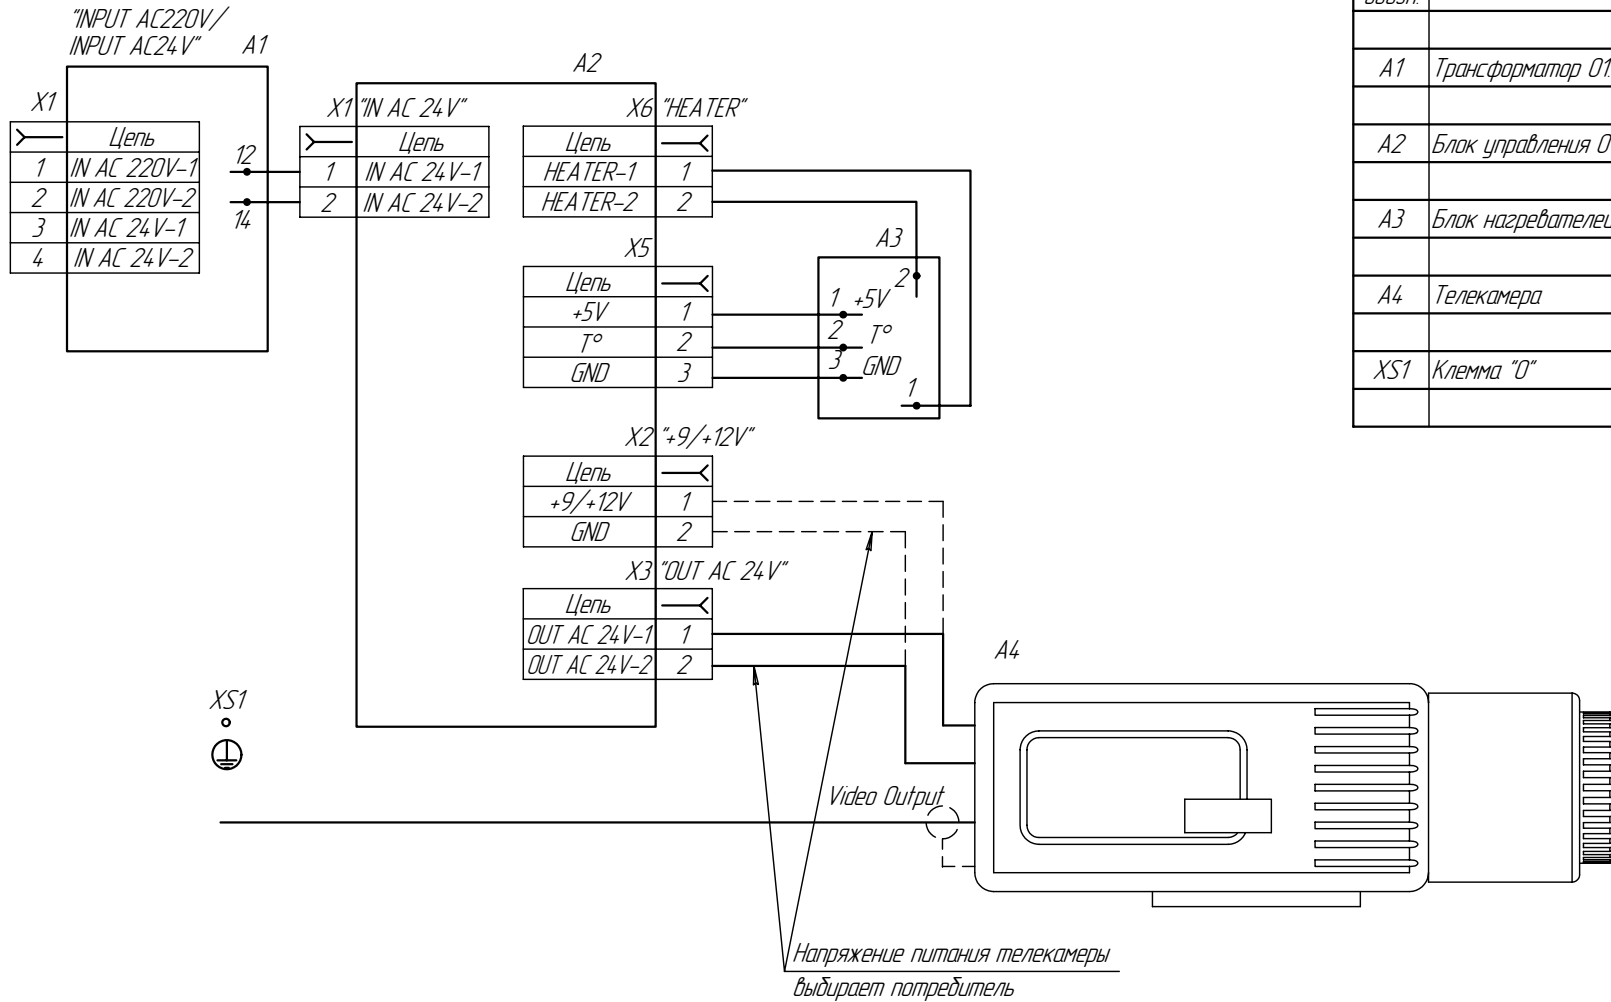 "INPUT AC220V/
INPUT AC24V"
A1
X1
Цепь
1 IN AC 220V-1
2 IN AC 220V-2
3 IN AC 24V-1
4 IN AC 24V-2
12
14
A2
X1 "IN AC 24V"
Цепь
1 IN AC 24V-1
2 IN AC 24V-2
X6 "HEATER"
Цепь
HEATER-1 1
HEATER-2 2
X5
Цепь
+5V 1
T° 2
GND 3
A3
2
1 +5V
2 T°
3 GND
1
X2 "+9/+12V"
Цепь
+9/+12V 1
GND 2
X3 "OUT AC 24V"
Цепь
OUT AC 24V-1 1
OUT AC 24V-2 2
XS1
A4
Video Output
Напряжение питания телекамеры
выбирает потребитель
A1 Трансформатор 01.
A2 Блок управления 0
A3 Блок нагревателей
A4 Телекамера
XS1 Клемма "0"